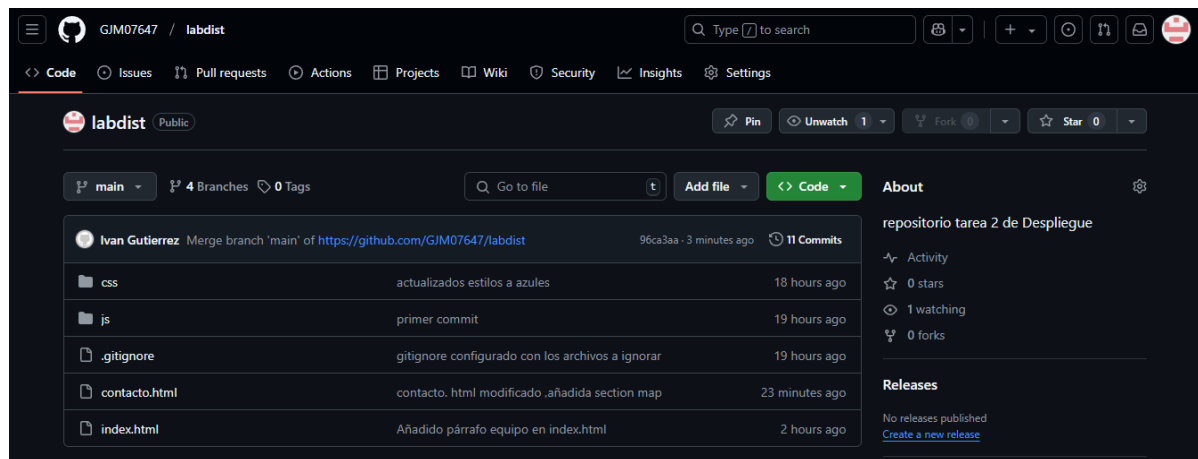 GJM07647 / labdist
Type / to search
<> Code Issues Pull requests Actions Projects Wiki Security Insights Settings
labdist Public
Pin Unwatch 1 Fork 0 Star 0
main 4 Branches 0 Tags Go to file t Add file <> Code
Ivan Gutierrez Merge branch 'main' of https://github.com/GJM07647/labdist 96ca3aa · 3 minutes ago 11 Commits
css actualizados estilos a azules 18 hours ago
js primer commit 19 hours ago
.gitignore gitignore configurado con los archivos a ignorar 19 hours ago
contacto.html contacto. html modificado ,añadida section map 23 minutes ago
index.html Añadido párrafo equipo en index.html 2 hours ago
About
repositorio tarea 2 de Despliegue
Activity
0 stars
1 watching
0 forks
Releases
No releases published
Create a new release